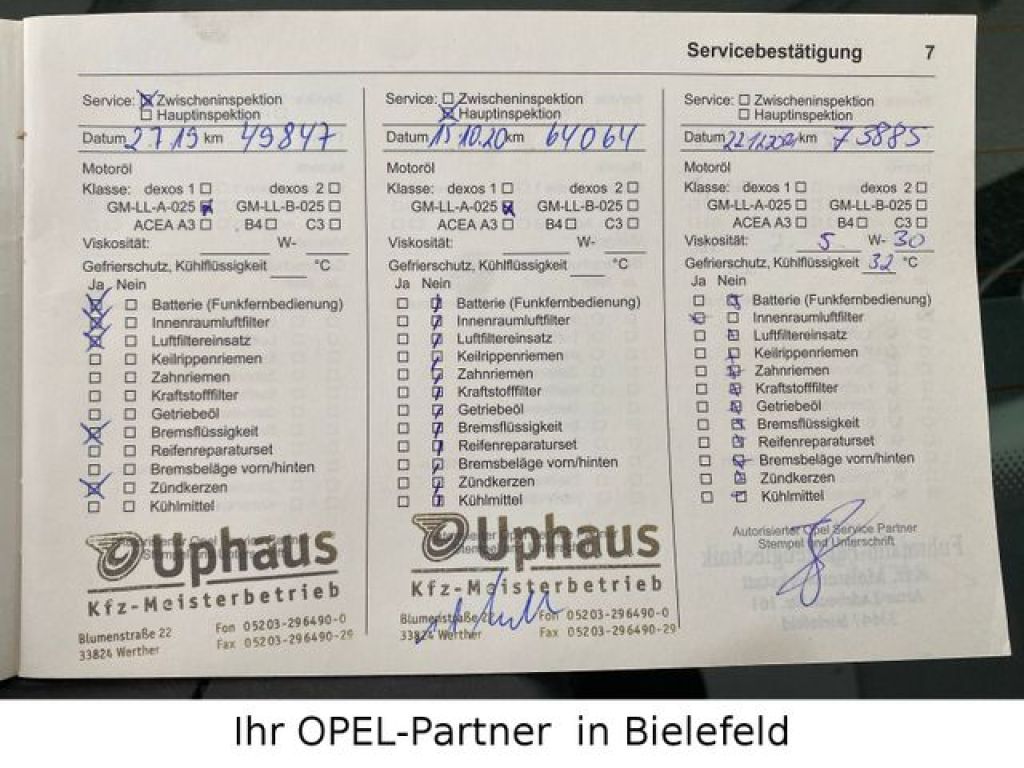 Servicebestätigung 7
Service: ☒ Zwischeninspektion
☐ Hauptinspektion
Datum 2.7.19 km 49847
Motoröl
Klasse: dexos 1 ☐ dexos 2 ☐
GM-LL-A-025 ☒ GM-LL-B-025 ☐
ACEA A3 ☐ B4 ☐ C3 ☐
Viskosität: W-
Gefrierschutz, Kühlflüssigkeit °C
Ja Nein
☒ ☐ Batterie (Funkfernbedienung)
☒ ☐ Innenraumluftfilter
☒ ☐ Luftfiltereinsatz
☐ ☐ Keilrippenriemen
☐ ☐ Zahnriemen
☐ ☐ Kraftstofffilter
☐ ☐ Getriebeöl
☒ ☐ Bremsflüssigkeit
☐ ☐ Reifenreparaturset
☐ ☐ Bremsbeläge vorn/hinten
☒ ☐ Zündkerzen
☐ ☐ Kühlmittel
Uphaus
Kfz-Meisterbetrieb
Blumenstraße 22 Fon 05203-296490-0
33824 Werther Fax 05203-296490-29
Service: ☐ Zwischeninspektion
☒ Hauptinspektion
Datum 15.10.20 km 64064
Motoröl
Klasse: dexos 1 ☐ dexos 2 ☐
GM-LL-A-025 ☒ GM-LL-B-025 ☐
ACEA A3 ☐ B4 ☐ C3 ☐
Viskosität: W-
Gefrierschutz, Kühlflüssigkeit °C
Ja Nein
☐ ☒ Batterie (Funkfernbedienung)
☐ ☒ Innenraumluftfilter
☐ ☒ Luftfiltereinsatz
☐ ☒ Keilrippenriemen
☐ ☒ Zahnriemen
☐ ☒ Kraftstofffilter
☐ ☒ Getriebeöl
☐ ☒ Bremsflüssigkeit
☐ ☒ Reifenreparaturset
☐ ☒ Bremsbeläge vorn/hinten
☐ ☒ Zündkerzen
☐ ☒ Kühlmittel
Uphaus
Kfz-Meisterbetrieb
Blumenstraße 22 Fon 05203-296490-0
33824 Werther Fax 05203-296490-29
Service: ☐ Zwischeninspektion
☐ Hauptinspektion
Datum km 73885
Motoröl
Klasse: dexos 1 ☐ dexos 2 ☐
GM-LL-A-025 ☐ GM-LL-B-025 ☐
ACEA A3 ☐ B4 ☐ C3 ☐
Viskosität: 5 W- 30
Gefrierschutz, Kühlflüssigkeit 32 °C
Ja Nein
☐ ☒ Batterie (Funkfernbedienung)
☒ ☐ Innenraumluftfilter
☐ ☒ Luftfiltereinsatz
☐ ☒ Keilrippenriemen
☐ ☒ Zahnriemen
☐ ☒ Kraftstofffilter
☐ ☒ Getriebeöl
☐ ☒ Bremsflüssigkeit
☐ ☒ Reifenreparaturset
☐ ☒ Bremsbeläge vorn/hinten
☐ ☒ Zündkerzen
☐ ☒ Kühlmittel
Autorisierter Opel Service Partner
Stempel und Unterschrift
Ihr OPEL-Partner in Bielefeld